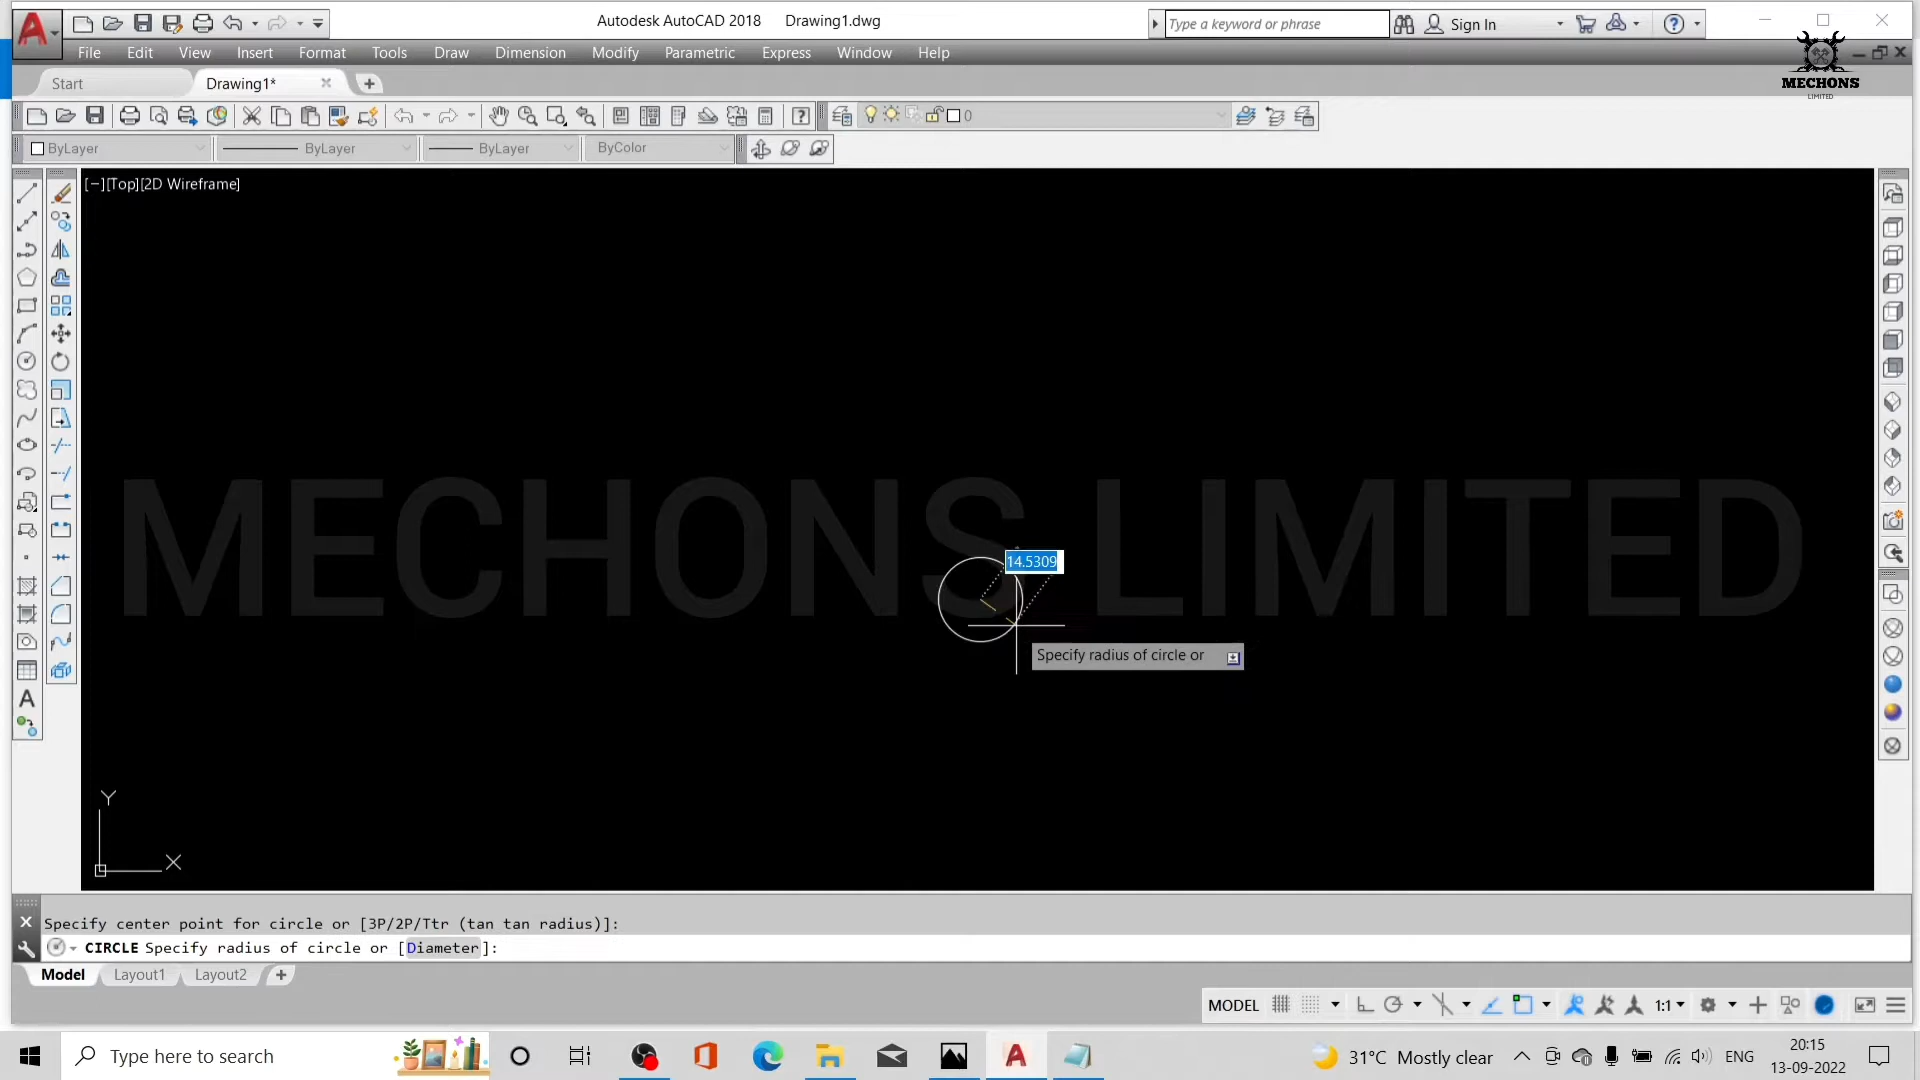 Autodesk AutoCAD 2018 Drawing1.dwg
Type a keyword or phrase
Sign In
File Edit View Insert Format Tools Draw Dimension Modify Parametric Express Window Help
MECHONS
LIMITED
Start
Drawing1*
0
ByLayer
ByLayer
ByLayer
ByColor
[−][Top][2D Wireframe]
MECHONS LIMITED
14.5309
Specify radius of circle or
Y
X
A
Specify center point for circle or [3P/2P/Ttr (tan tan radius)]:
CIRCLE Specify radius of circle or [Diameter]:
Model Layout1 Layout2
MODEL
1:1
Type here to search
31°C Mostly clear
ENG
20:15
13-09-2022